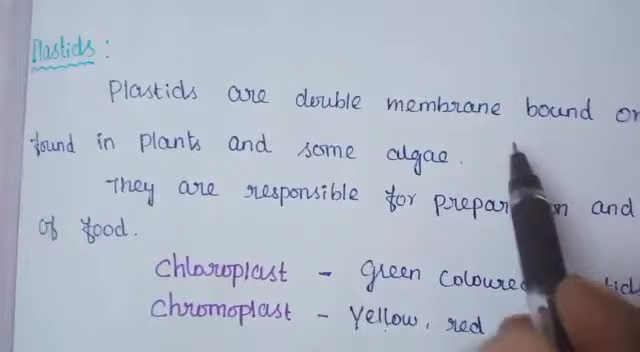 Plastids :
Plastids are double membrane bound or
found in plants and some algae.
They are responsible for and
of food.
Chloroplast - Green
Chromoplast - Yellow, red